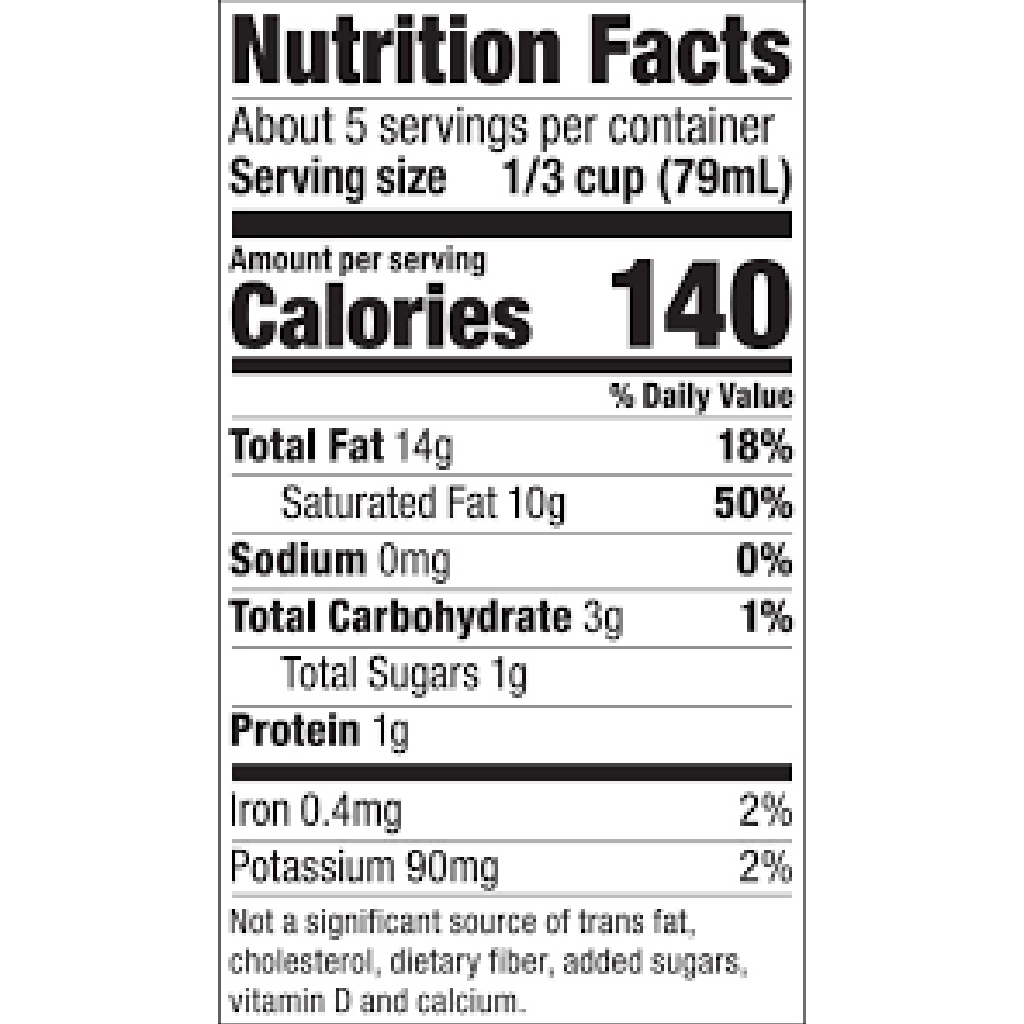 Nutrition Facts
About 5 servings per container
Serving size 1/3 cup (79mL)
Amount per serving
Calories 140
% Daily Value
Total Fat 14g 18%
Saturated Fat 10g 50%
Sodium 0mg 0%
Total Carbohydrate 3g 1%
Total Sugars 1g
Protein 1g
Iron 0.4mg 2%
Potassium 90mg 2%
Not a significant source of trans fat,
cholesterol, dietary fiber, added sugars,
vitamin D and calcium.